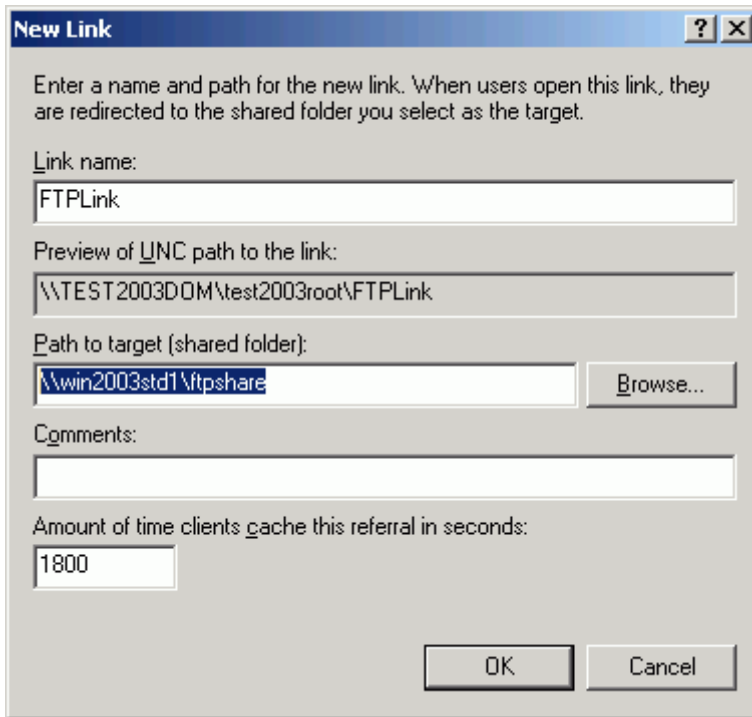 New Link
Enter a name and path for the new link. When users open this link, they
are redirected to the shared folder you select as the target.
Link name:
FTPLink
Preview of UNC path to the link:
\\TEST2003DOM\test2003root\FTPLink
Path to target (shared folder):
\\win2003std1\ftpshare
Browse...
Comments:
Amount of time clients cache this referral in seconds:
1800
OK
Cancel